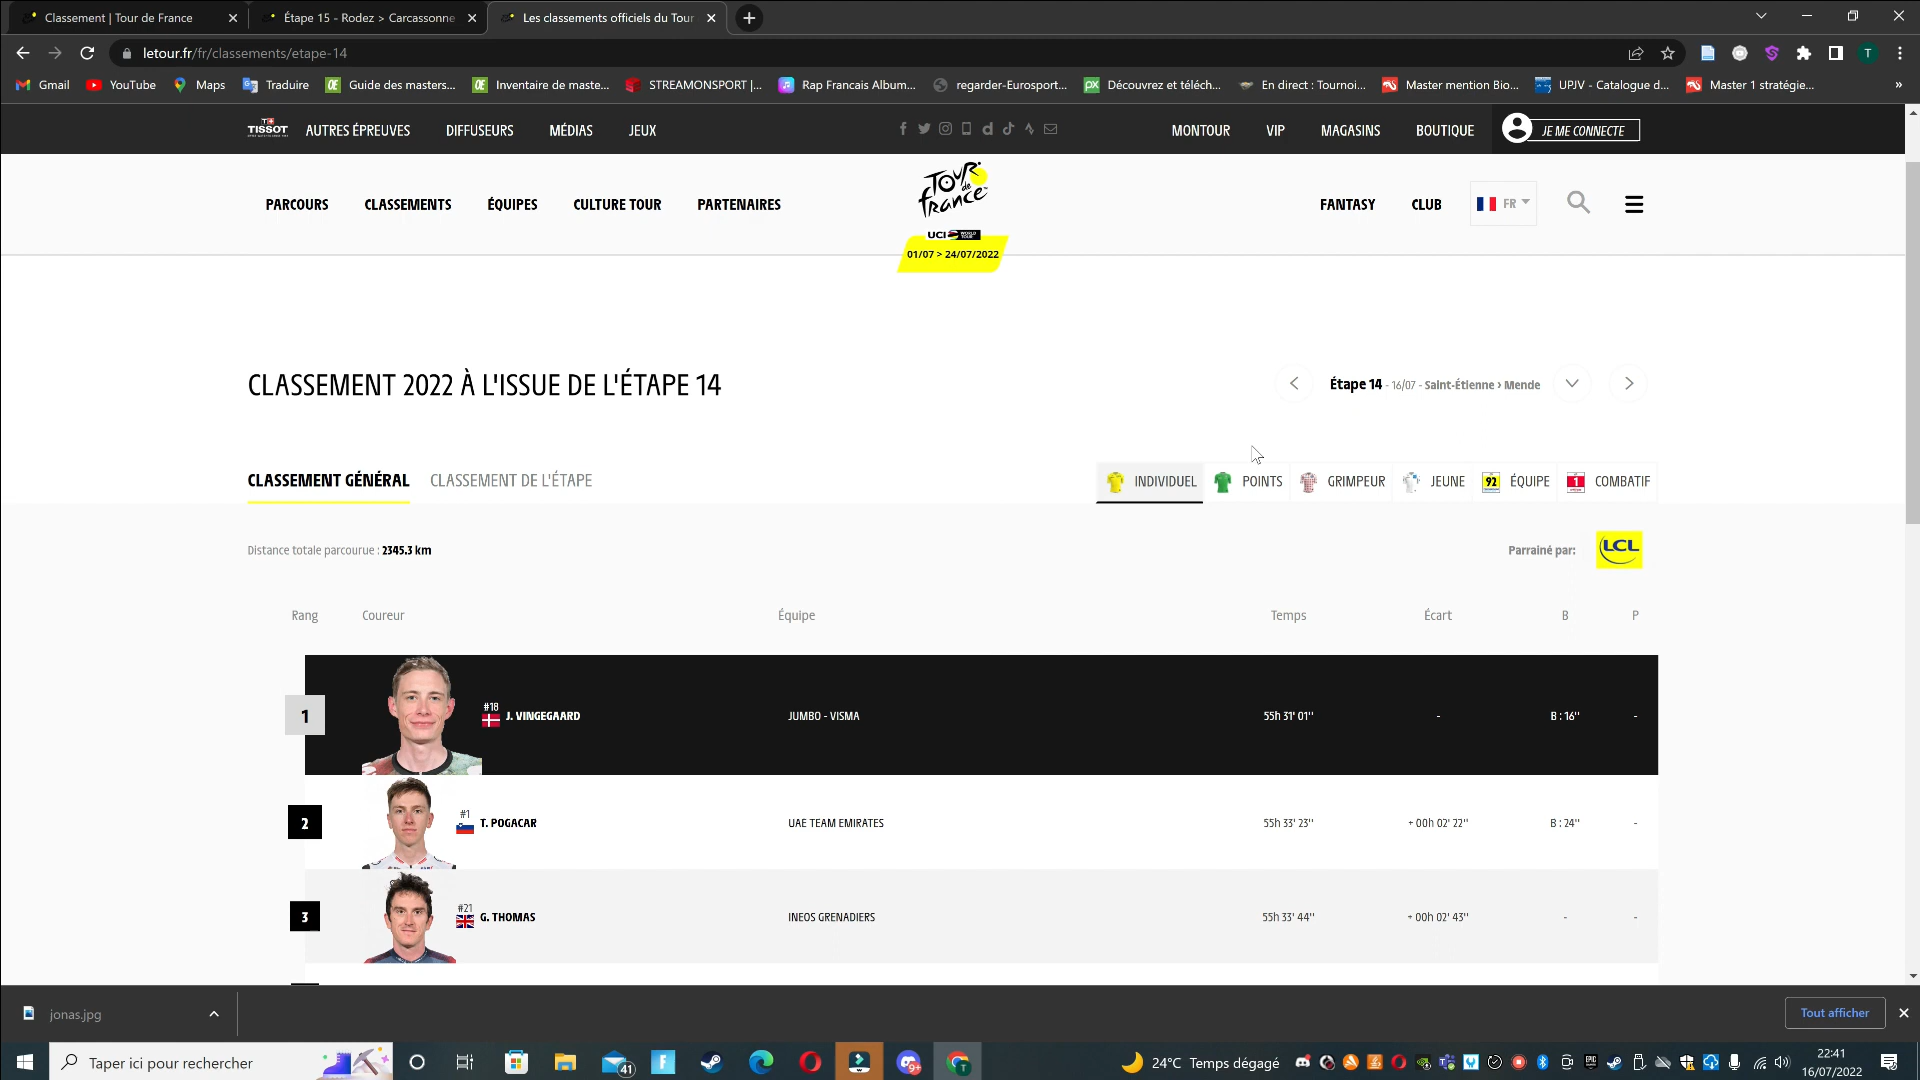 Classement | Tour de France
Étape 15 - Rodez > Carcassonne
Les classements officiels du Tour
letour.fr/fr/classements/etape-14
T
Gmail
YouTube
Maps
Traduire
Guide des masters...
Inventaire de maste...
STREAMONSPORT |...
Rap Francais Album...
regarder-Eurosport...
Découvrez et téléch...
En direct : Tournoi...
Master mention Bio...
UPJV - Catalogue d...
Master 1 stratégie...
»
TISSOT
AUTRES ÉPREUVES
DIFFUSEURS
MÉDIAS
JEUX
MONTOUR
VIP
MAGASINS
BOUTIQUE
JE ME CONNECTE
PARCOURS
CLASSEMENTS
ÉQUIPES
CULTURE TOUR
PARTENAIRES
TOUR de france
UCI WORLD TOUR
01/07 > 24/07/2022
FANTASY
CLUB
FR
CLASSEMENT 2022 À L'ISSUE DE L'ÉTAPE 14
Étape 14 - 16/07 - Saint-Étienne > Mende
CLASSEMENT GÉNÉRAL
CLASSEMENT DE L'ÉTAPE
INDIVIDUEL
POINTS
GRIMPEUR
JEUNE
92 ÉQUIPE
1 COMBATIF
Distance totale parcourue : 2345.3 km
Parrainé par:
LCL
Rang Coureur Équipe Temps Écart B P
1 #18 J. VINGEGAARD JUMBO - VISMA 55h 31' 01'' - B : 16'' -
2 #1 T. POGACAR UAE TEAM EMIRATES 55h 33' 23'' + 00h 02' 22'' B : 24'' -
3 #21 G. THOMAS INEOS GRENADIERS 55h 33' 44'' + 00h 02' 43'' - -
jonas.jpg
Tout afficher
Taper ici pour rechercher
41
9+
24°C Temps dégagé
22:41
16/07/2022